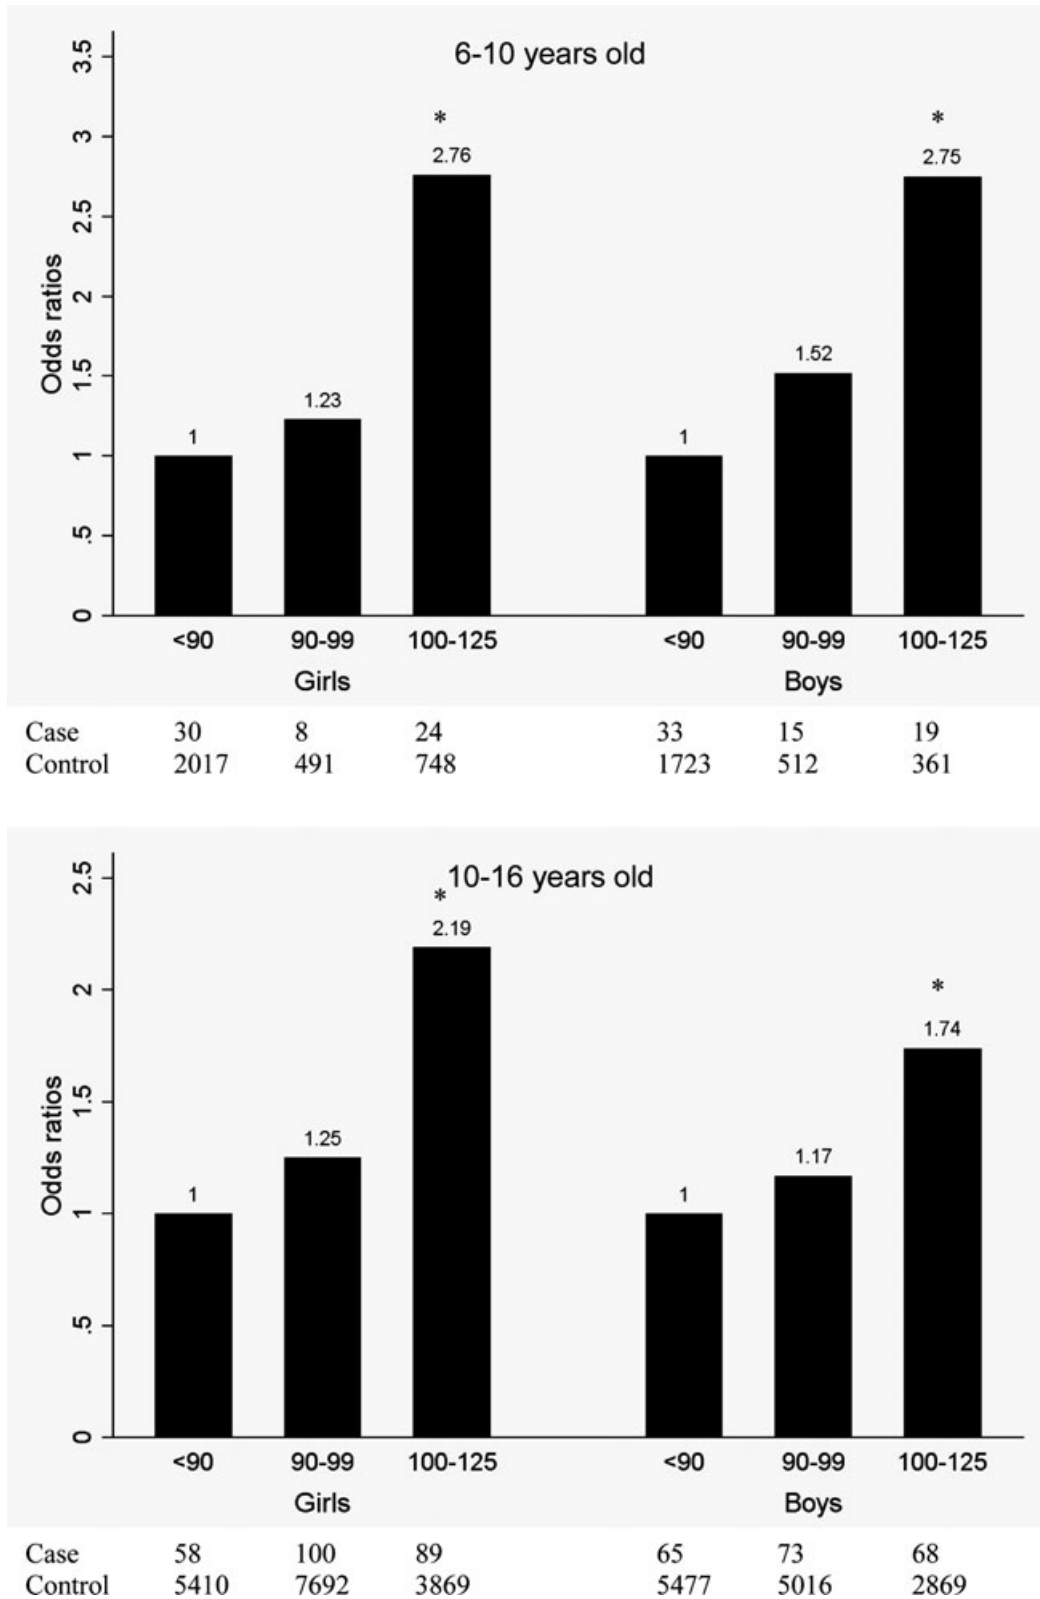 6-10 years old
Odds ratios
3.5
3
2.5
2
1.5
1
.5
0
* *
2.76 2.75
1.52
1.23
1 1
<90 90-99 100-125 <90 90-99 100-125
Girls Boys
Case 30 8 24 33 15 19
Control 2017 491 748 1723 512 361
10-16 years old
Odds ratios
2.5
2
1.5
1
.5
0
*
2.19
*
1.74
1.25 1.17
1 1
<90 90-99 100-125 <90 90-99 100-125
Girls Boys
Case 58 100 89 65 73 68
Control 5410 7692 3869 5477 5016 2869